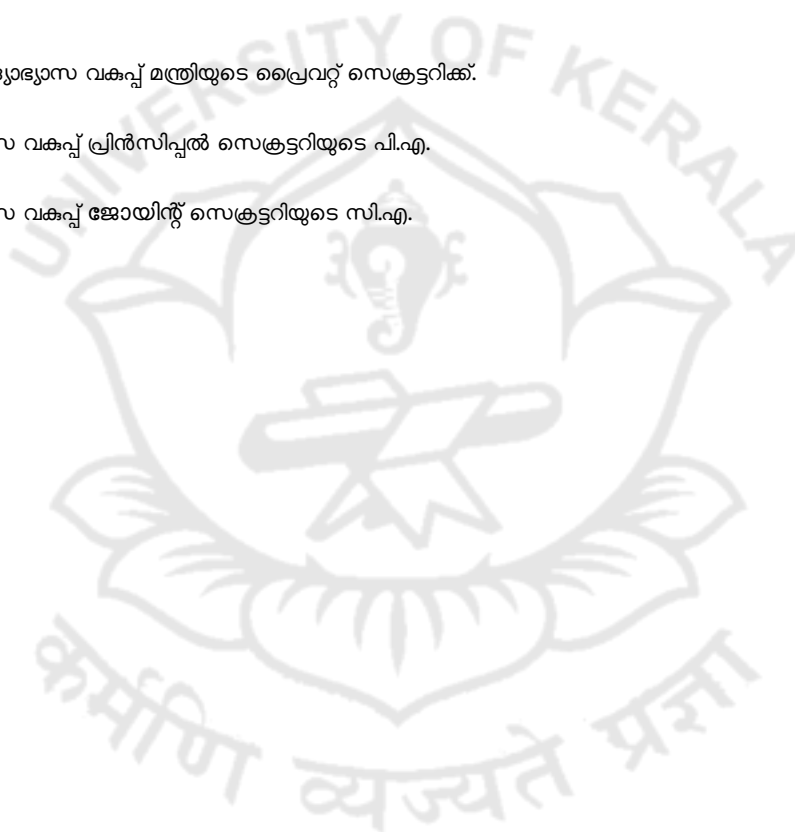 വകുപ്പ് മന്ത്രിയുടെ പ്രൈവറ്റ് സെക്രട്ടറിക്ക്.
വകുപ്പ് പ്രിൻസിപ്പൽ സെക്രട്ടറിയുടെ പി.എ.
വകുപ്പ് ജോയിന്റ് സെക്രട്ടറിയുടെ സി.എ.
UNIVERSITY OF KERALA
कर्मणि व्यज्यते प्रज्ञा